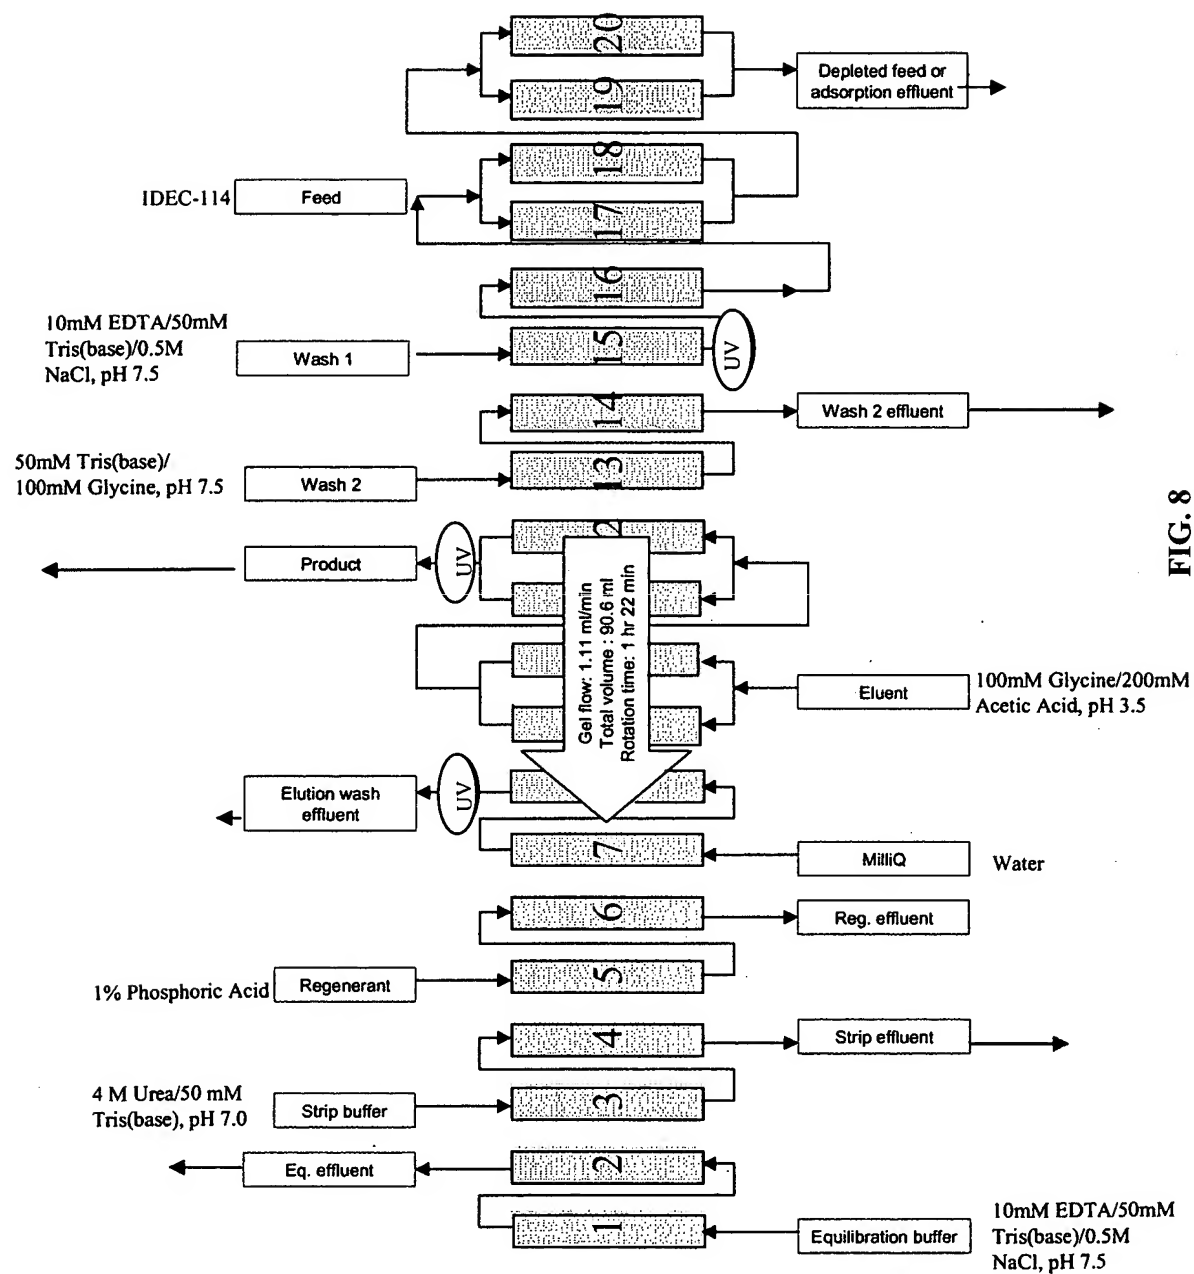 20
Depleted feed or
adsorption effluent
19
18
IDEC-114
Feed
17
16
10mM EDTA/50mM
Tris(base)/0.5M
NaCl, pH 7.5
Wash 1
15
UV
14
Wash 2 effluent
50mM Tris(base)/
100mM Glycine, pH 7.5
Wash 2
13
2
Product
UV
Gel flow: 1.11 ml/min
Total volume : 90.6 ml
Rotation time: 1 hr 22 min
Eluent
100mM Glycine/200mM
Acetic Acid, pH 3.5
Elution wash
effluent
UV
7
MilliQ
Water
6
Reg. effluent
1% Phosphoric Acid
Regenerant
5
4
Strip effluent
4 M Urea/50 mM
Tris(base), pH 7.0
Strip buffer
3
Eq. effluent
2
1
Equilibration buffer
10mM EDTA/50mM
Tris(base)/0.5M
NaCl, pH 7.5
FIG. 8